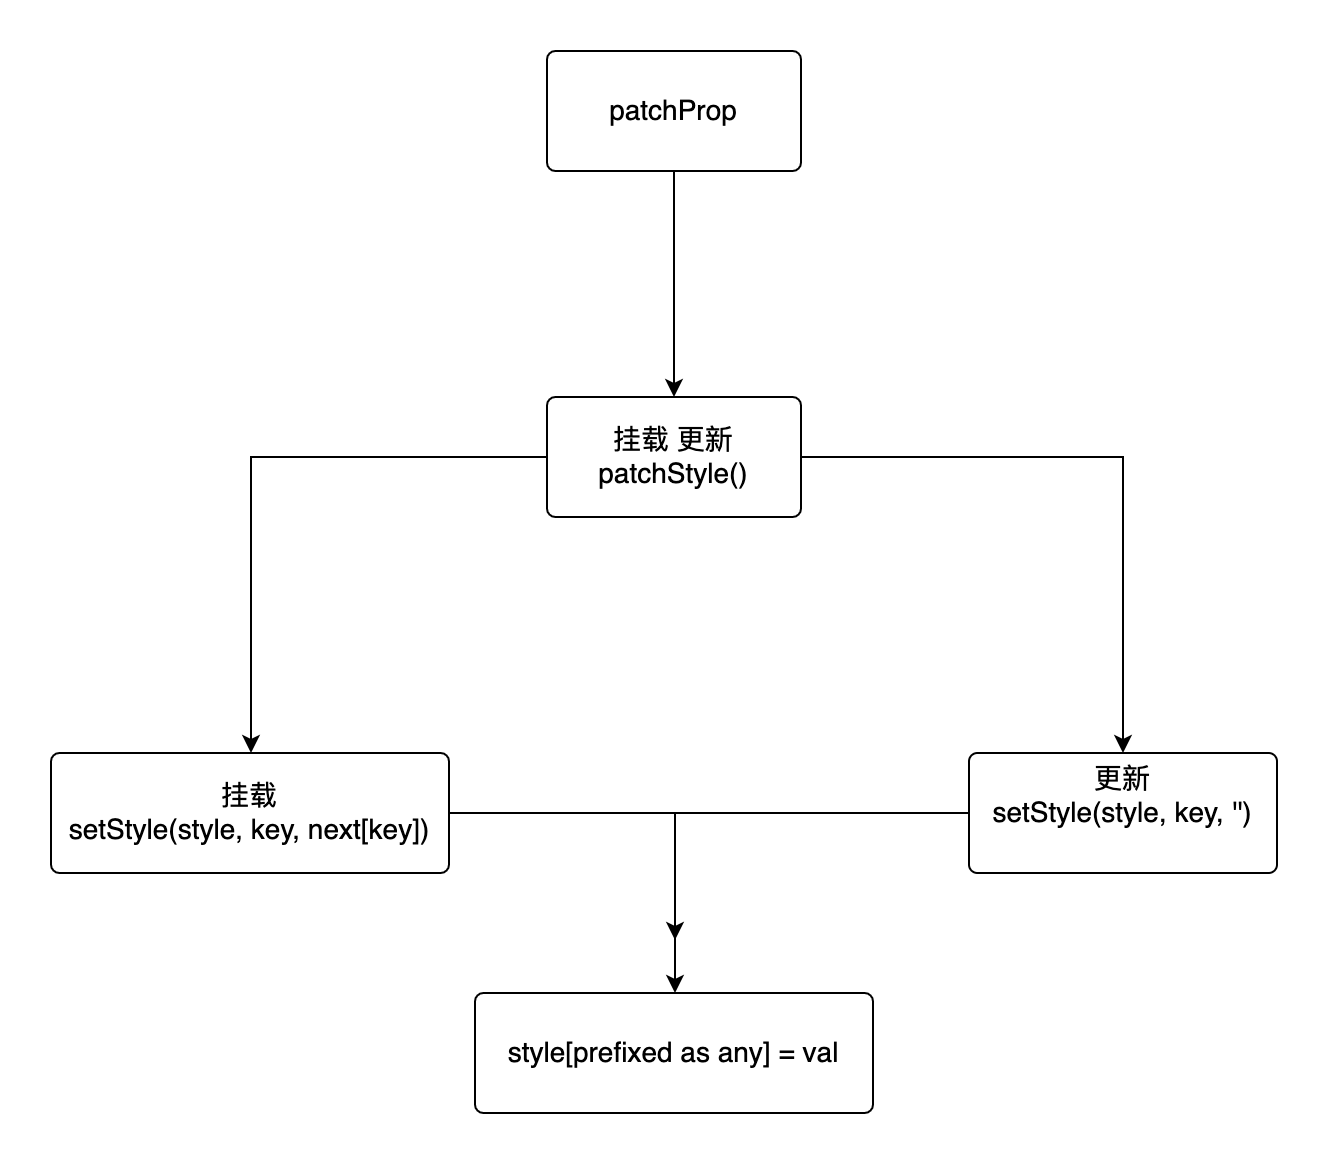 patchProp
挂载 更新
patchStyle()
挂载
setStyle(style, key, next[key])
更新
setStyle(style, key, '')
style[prefixed as any] = val